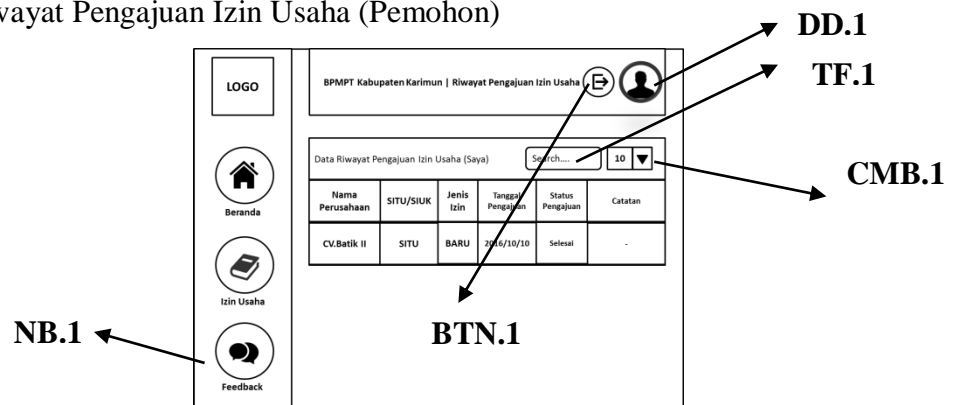 wayat Pengajuan Izin Usaha (Pemohon)
DD.1
TF.1
CMB.1
LOGO
BPMPT Kabupaten Karimun | Riwayat Pengajuan Izin Usaha
Data Riwayat Pengajuan Izin Usaha (Saya)
Search....
10
Nama Perusahaan
SITU/SIUK
Jenis Izin
Tanggal Pengajuan
Status Pengajuan
Catatan
CV.Batik II
SITU
BARU
2016/10/10
Selesai
-
Beranda
Izin Usaha
Feedback
NB.1
BTN.1